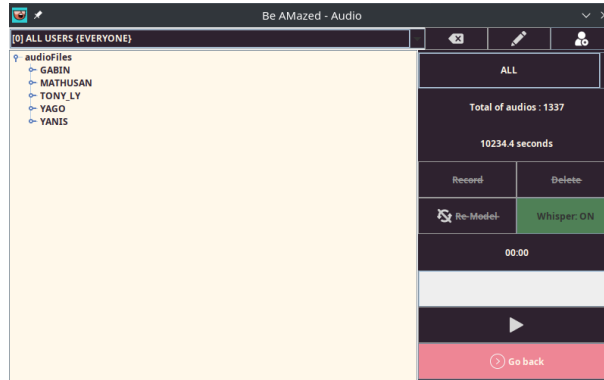 Be AMazed - Audio
[0] ALL USERS {EVERYONE}
audioFiles
GABIN
MATHUSAN
TONY_LY
YAGO
YANIS
ALL
Total of audios : 1337
10234.4 seconds
Record
Delete
Re-Model
Whisper: ON
00:00
Go back